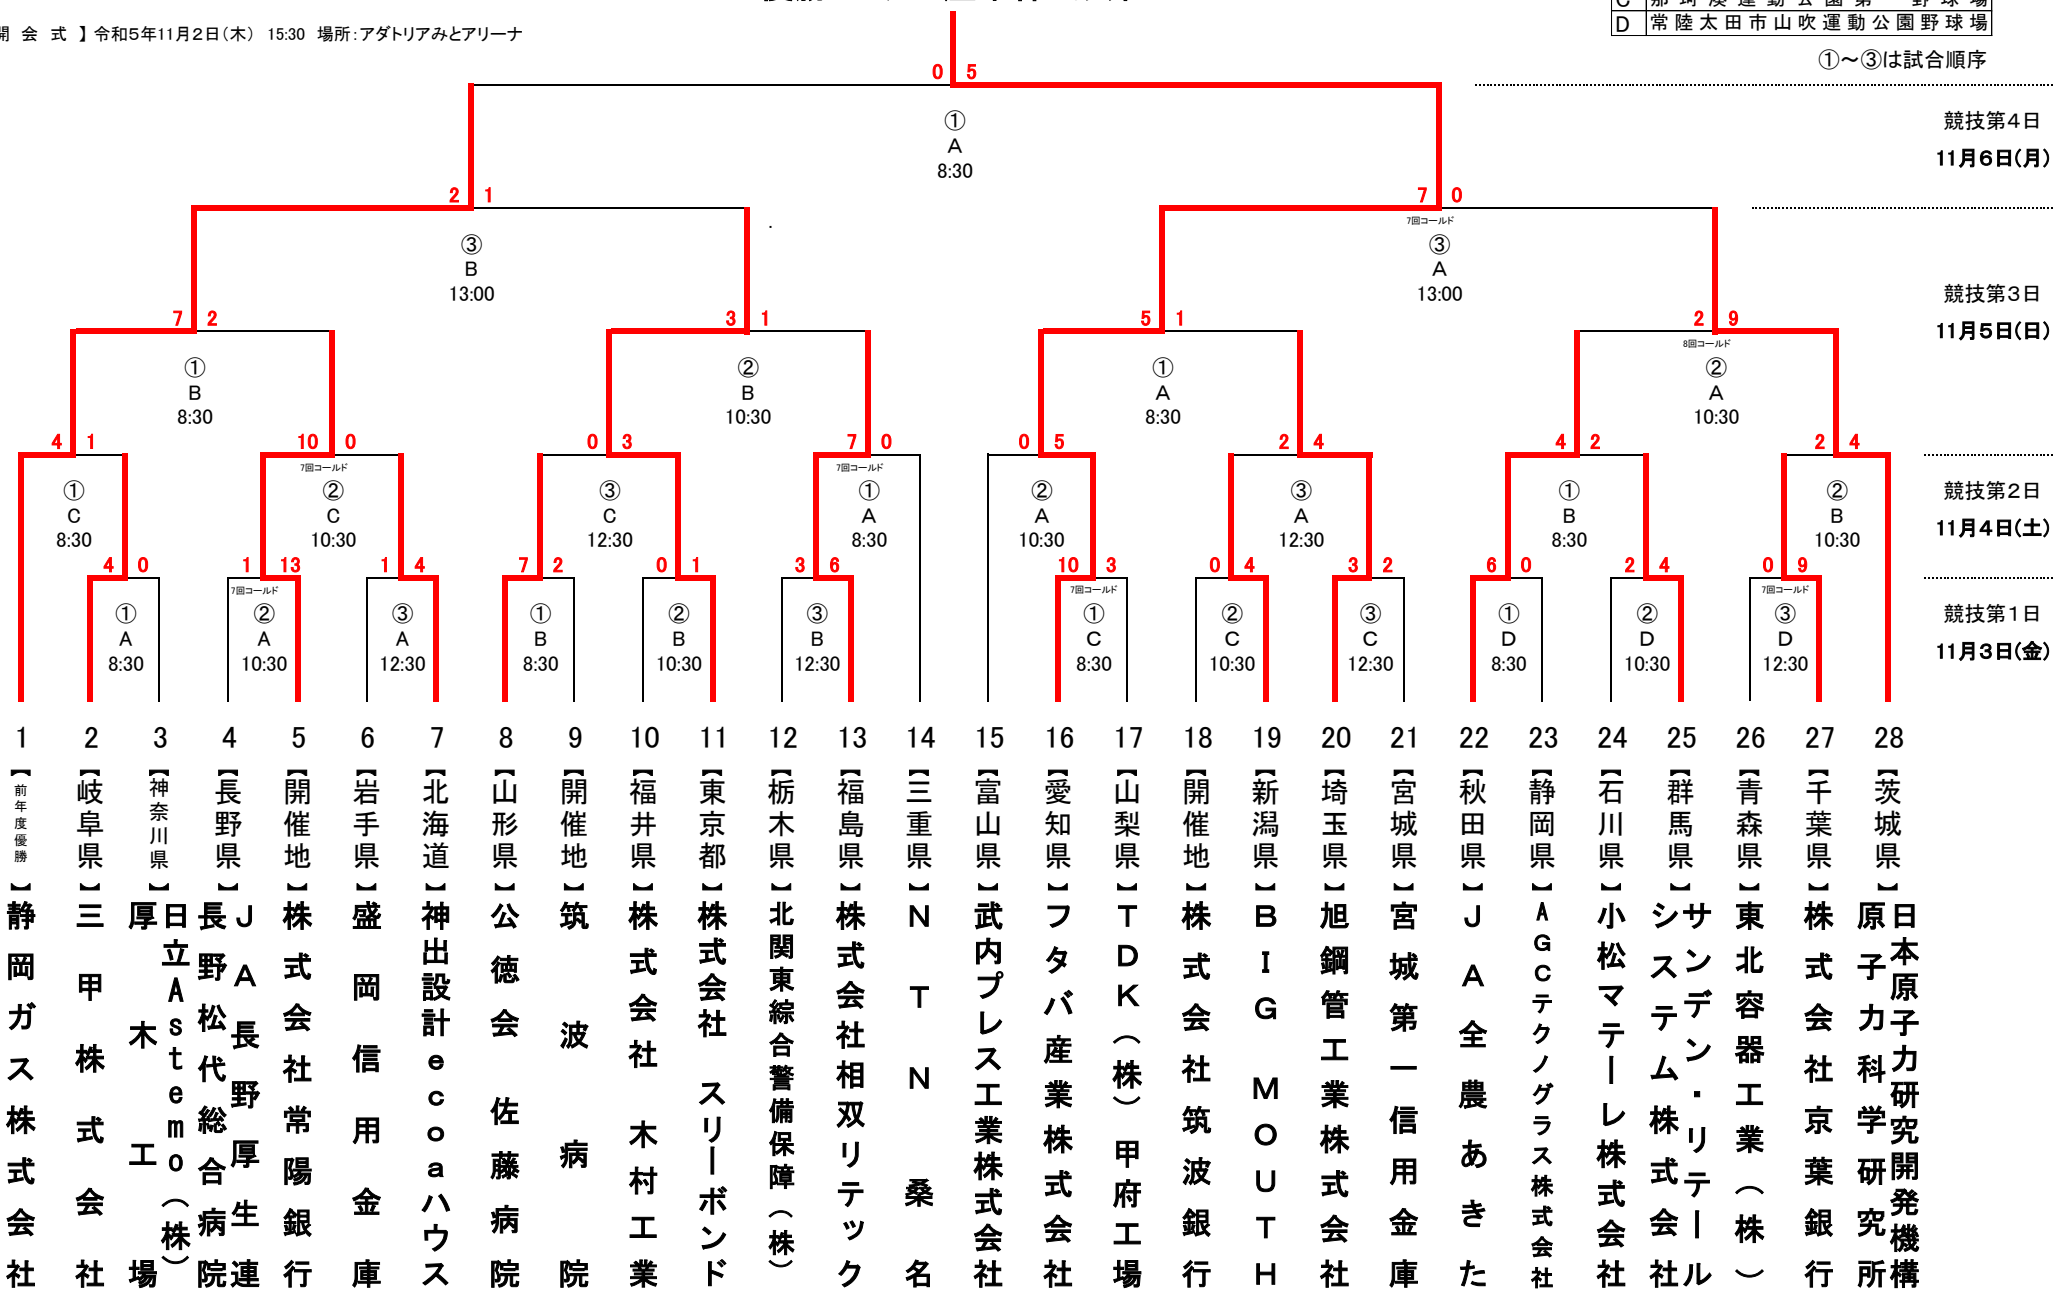 会 式 】 令和5年11月2日(木) 15:30 場所:アダトリアみとアリーナ
D 常陸太田市山吹運動公園野球場
①～③は試合順序
0 5
① A 8:30
競技第4日
11月6日(月)
2 1
③ B 13:00
7 0
7回コールド
③ A 13:00
競技第3日
11月5日(日)
7 2
① B 8:30
3 1
② B 10:30
5 1
① A 8:30
2 9
8回コールド
② A 10:30
競技第2日
11月4日(土)
4 1
① C 8:30
10 0
7回コールド
② C 10:30
0 3
③ C 12:30
7 0
7回コールド
① A 8:30
0 5
② A 10:30
2 4
③ A 12:30
4 2
① B 8:30
2 4
② B 10:30
競技第1日
11月3日(金)
4 0
① A 8:30
1 13
7回コールド
② A 10:30
1 4
③ A 12:30
7 2
① B 8:30
0 1
② B 10:30
3 6
③ B 12:30
10 3
7回コールド
① C 8:30
0 4
② C 10:30
3 2
③ C 12:30
6 0
① D 8:30
2 4
② D 10:30
0 9
7回コールド
③ D 12:30
1 【前年度優勝】 静岡ガス株式会社
2 【岐阜県】 三甲株式会社
3 【神奈川県】 日立Astemo(株) 厚木工場
4 【長野県】 JA長野厚生連 長野松代総合病院
5 【開催地】 株式会社常陽銀行
6 【岩手県】 盛岡信用金庫
7 【北海道】 神出設計ecoaハウス
8 【山形県】 公徳会 佐藤病院
9 【開催地】 筑波病院
10 【福井県】 株式会社 木村工業
11 【東京都】 株式会社 スリーボンド
12 【栃木県】 北関東綜合警備保障(株)
13 【福島県】 株式会社相双リテック
14 【三重県】 NTN桑名
15 【富山県】 武内プレス工業株式会社
16 【愛知県】 フタバ産業株式会社
17 【山梨県】 TDK(株) 甲府工場
18 【開催地】 株式会社筑波銀行
19 【新潟県】 BIG MOUTH
20 【埼玉県】 旭鋼管工業株式会社
21 【宮城県】 宮城第一信用金庫
22 【秋田県】 JA全農あきた
23 【静岡県】 AGCテクノグラス株式会社
24 【石川県】 小松マテーレ株式会社
25 【群馬県】 サンデン・リテール システム株式会社
26 【青森県】 東北容器工業(株)
27 【千葉県】 株式会社京葉銀行
28 【茨城県】 日本原子力研究開発機構 原子力科学研究所